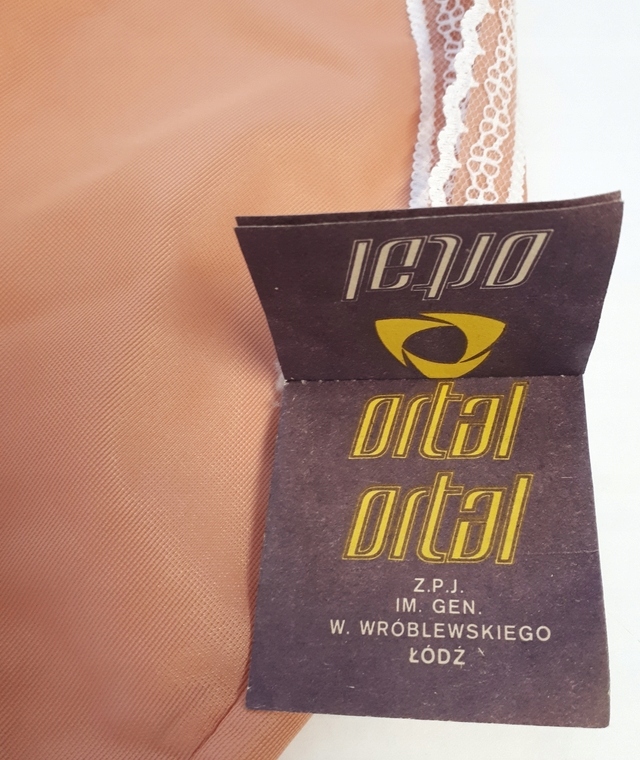 ortal
ortal
ortal
Z.P.J.
IM. GEN.
W. WRÓBLEWSKIEGO
ŁÓDŹ